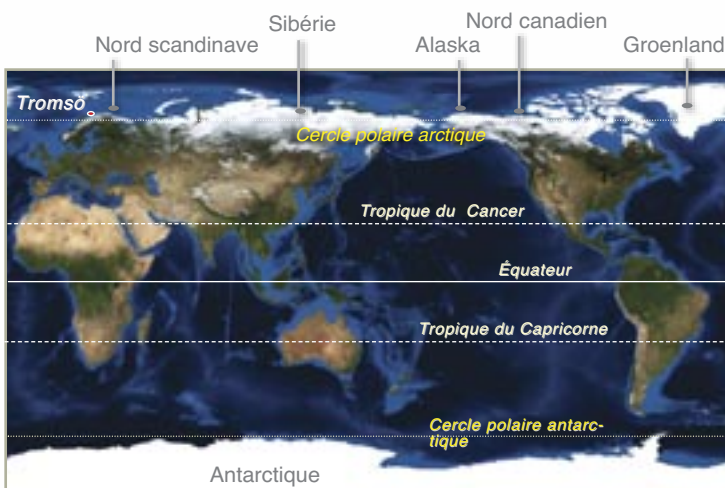 Sibérie
Nord canadien
Nord scandinave
Alaska
Groenland
Tromsö
Cercle polaire arctique
Tropique du Cancer
Équateur
Tropique du Capricorne
Cercle polaire antarc-
tique
Antarctique